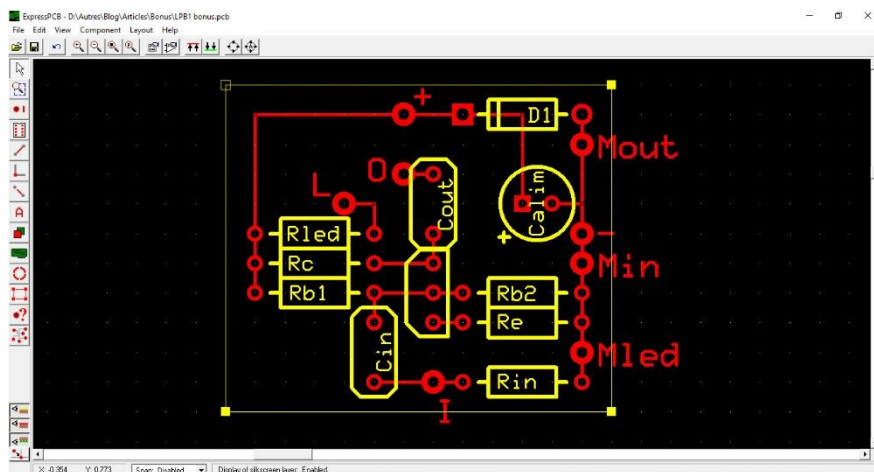 ExpressPCB - D:\Autres\Blog\Articles\Bonus\LPB1 bonus.pcb
File Edit View Component Layout Help
+
D1
Mout
O
L
Cout
Calim
+
-
Rled
Rc
Min
Rb1
Rb2
Re
Cin
Mled
Rin
I
X: -0.354 Y: 0.773 Snap: Disabled Display of silkscreen layer: Enabled